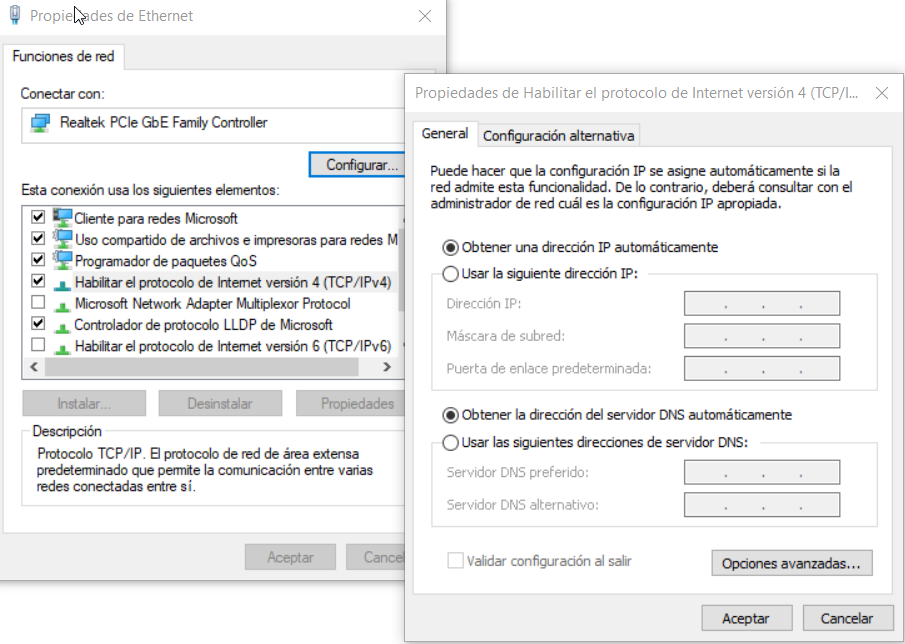 Propiedades de Ethernet
Funciones de red
Conectar con:
Realtek PCIe GbE Family Controller
Configurar...
Esta conexión usa los siguientes elementos:
Cliente para redes Microsoft
Uso compartido de archivos e impresoras para redes M
Programador de paquetes QoS
Habilitar el protocolo de Internet versión 4 (TCP/IPv4)
Microsoft Network Adapter Multiplexor Protocol
Controlador de protocolo LLDP de Microsoft
Habilitar el protocolo de Internet versión 6 (TCP/IPv6)
Instalar...
Desinstalar
Propiedades
Descripción
Protocolo TCP/IP. El protocolo de red de área extensa
predeterminado que permite la comunicación entre varias
redes conectadas entre sí.
Aceptar
Cancel
Propiedades de Habilitar el protocolo de Internet versión 4 (TCP/I...
General
Configuración alternativa
Puede hacer que la configuración IP se asigne automáticamente si la
red admite esta funcionalidad. De lo contrario, deberá consultar con el
administrador de red cuál es la configuración IP apropiada.
Obtener una dirección IP automáticamente
Usar la siguiente dirección IP:
Dirección IP:
Máscara de subred:
Puerta de enlace predeterminada:
Obtener la dirección del servidor DNS automáticamente
Usar las siguientes direcciones de servidor DNS:
Servidor DNS preferido:
Servidor DNS alternativo:
Validar configuración al salir
Opciones avanzadas...
Aceptar
Cancelar